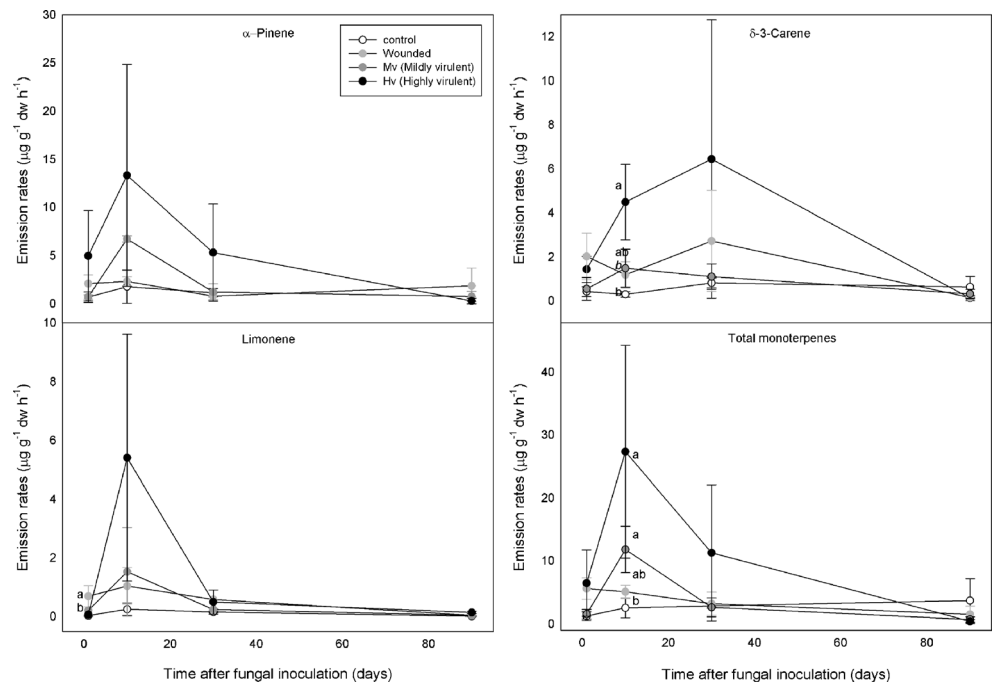 α–Pinene
control
Wounded
Mv (Mildly virulent)
Hv (Highly virulent)
Emission rates (µg g-1 dw h-1)
30
25
20
15
10
5
0
δ-3-Carene
Emission rates (µg g-1 dw h-1)
12
10
8
6
4
2
0
a
ab
b
b
Limonene
Emission rates (µg g-1 dw h-1)
10
8
6
4
2
0
a
b
0 20 40 60 80
Time after fungal inoculation (days)
Total monoterpenes
Emission rates (µg g-1 dw h-1)
40
30
20
10
0
a
a
ab
b
0 20 40 60 80
Time after fungal inoculation (days)